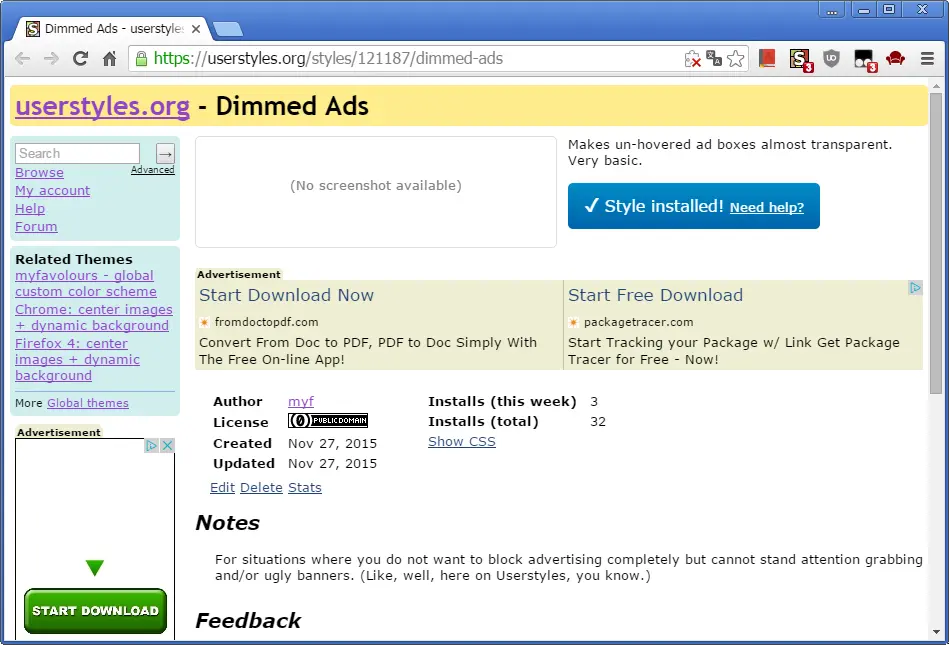 Dimmed Ads - userstyles
https://userstyles.org/styles/121187/dimmed-ads
3
UD
3
userstyles.org - Dimmed Ads
Search
→
Advanced
Browse
My account
Help
Forum
Related Themes
myfavolours - global
custom color scheme
Chrome: center images
+ dynamic background
Firefox 4: center
images + dynamic
background
More Global themes
Advertisement
START DOWNLOAD
(No screenshot available)
Makes un-hovered ad boxes almost transparent.
Very basic.
✓ Style installed! Need help?
Advertisement
Start Download Now
fromdoctopdf.com
Convert From Doc to PDF, PDF to Doc Simply With
The Free On-line App!
Start Free Download
packagetracer.com
Start Tracking your Package w/ Link Get Package
Tracer for Free - Now!
Author myf
License (0) PUBLIC DOMAIN
Created Nov 27, 2015
Updated Nov 27, 2015
Edit Delete Stats
Installs (this week) 3
Installs (total) 32
Show CSS
Notes
For situations where you do not want to block advertising completely but cannot stand attention grabbing
and/or ugly banners. (Like, well, here on Userstyles, you know.)
Feedback